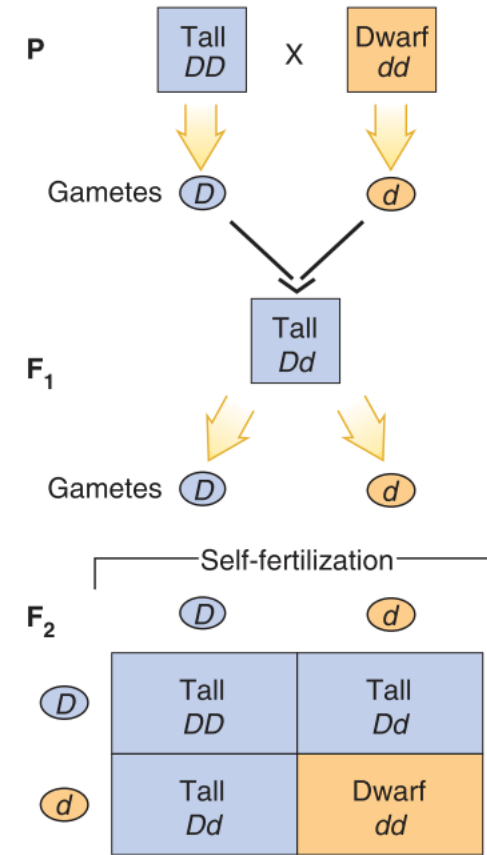 P
Tall
DD
X
Dwarf
dd
Gametes D d
Tall
Dd
F1
Gametes D d
Self-fertilization
F2
D d
D
Tall
DD
Tall
Dd
d
Tall
Dd
Dwarf
dd